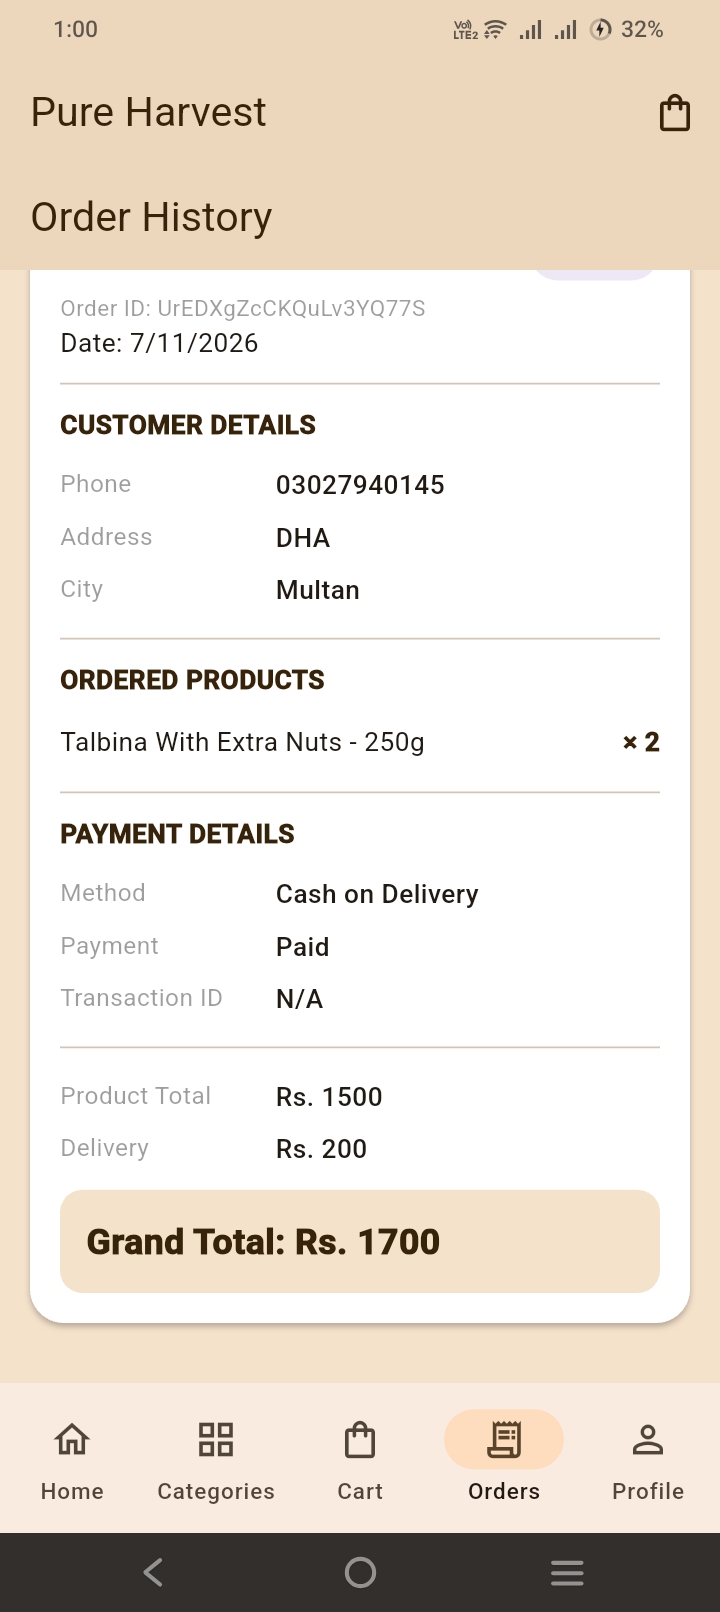 1:00
Vo)) LTE2
32%
Pure Harvest
Order History
Order ID: UrEDXgZcCKQuLv3YQ77S
Date: 7/11/2026
CUSTOMER DETAILS
Phone 03027940145
Address DHA
City Multan
ORDERED PRODUCTS
Talbina With Extra Nuts - 250g × 2
PAYMENT DETAILS
Method Cash on Delivery
Payment Paid
Transaction ID N/A
Product Total Rs. 1500
Delivery Rs. 200
Grand Total: Rs. 1700
Home Categories Cart Orders Profile